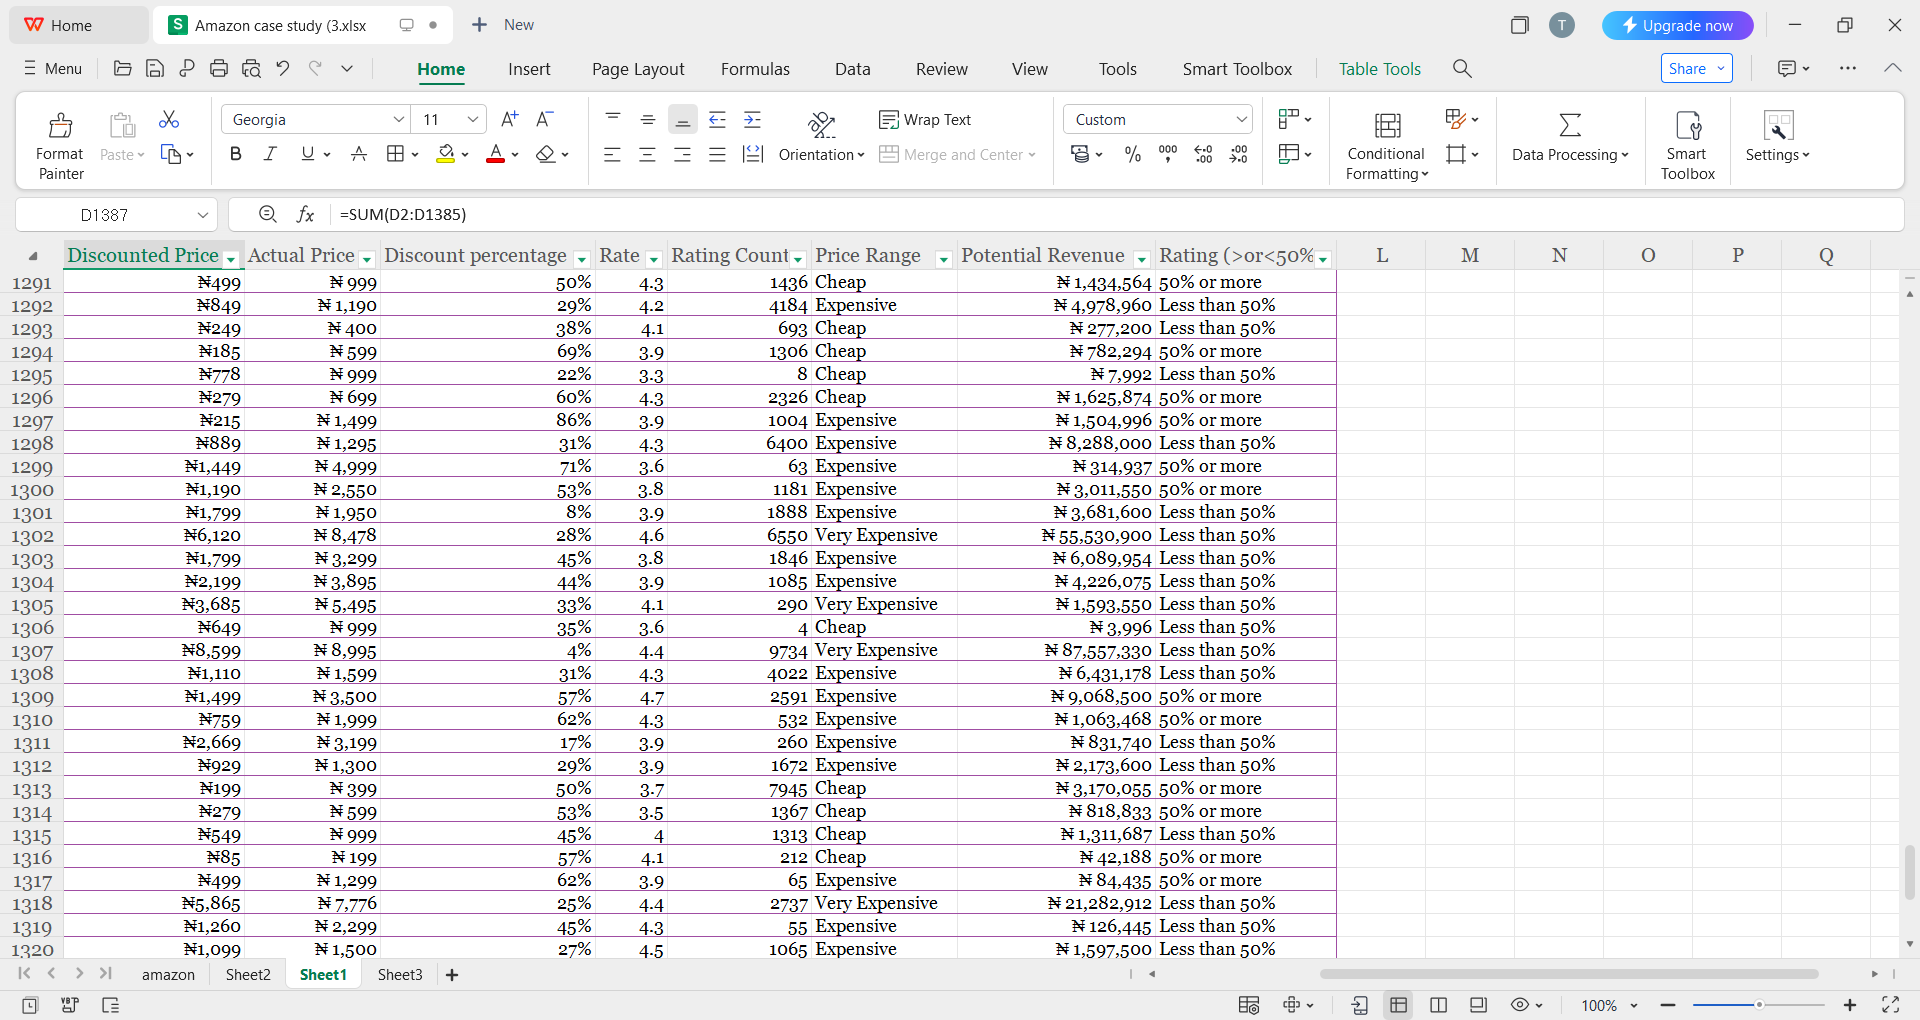 Home
Amazon case study (3.xlsx
New
T
Upgrade now
Menu
Home Insert Page Layout Formulas Data Review View Tools Smart Toolbox Table Tools
Share
Format Painter
Paste
Georgia 11
Wrap Text
Orientation
Merge and Center
Custom
Conditional Formatting
Data Processing
Smart Toolbox
Settings
D1387 fx =SUM(D2:D1385)
Discounted Price Actual Price Discount percentage Rate Rating Count Price Range Potential Revenue Rating (>or<50% L M N O P Q
1291 ₦499 ₦ 999 50% 4.3 1436 Cheap ₦ 1,434,564 50% or more
1292 ₦849 ₦ 1,190 29% 4.2 4184 Expensive ₦ 4,978,960 Less than 50%
1293 ₦249 ₦ 400 38% 4.1 693 Cheap ₦ 277,200 Less than 50%
1294 ₦185 ₦ 599 69% 3.9 1306 Cheap ₦ 782,294 50% or more
1295 ₦778 ₦ 999 22% 3.3 8 Cheap ₦ 7,992 Less than 50%
1296 ₦279 ₦ 699 60% 4.3 2326 Cheap ₦ 1,625,874 50% or more
1297 ₦215 ₦ 1,499 86% 3.9 1004 Expensive ₦ 1,504,996 50% or more
1298 ₦889 ₦ 1,295 31% 4.3 6400 Expensive ₦ 8,288,000 Less than 50%
1299 ₦1,449 ₦ 4,999 71% 3.6 63 Expensive ₦ 314,937 50% or more
1300 ₦1,190 ₦ 2,550 53% 3.8 1181 Expensive ₦ 3,011,550 50% or more
1301 ₦1,799 ₦ 1,950 8% 3.9 1888 Expensive ₦ 3,681,600 Less than 50%
1302 ₦6,120 ₦ 8,478 28% 4.6 6550 Very Expensive ₦ 55,530,900 Less than 50%
1303 ₦1,799 ₦ 3,299 45% 3.8 1846 Expensive ₦ 6,089,954 Less than 50%
1304 ₦2,199 ₦ 3,895 44% 3.9 1085 Expensive ₦ 4,226,075 Less than 50%
1305 ₦3,685 ₦ 5,495 33% 4.1 290 Very Expensive ₦ 1,593,550 Less than 50%
1306 ₦649 ₦ 999 35% 3.6 4 Cheap ₦ 3,996 Less than 50%
1307 ₦8,599 ₦ 8,995 4% 4.4 9734 Very Expensive ₦ 87,557,330 Less than 50%
1308 ₦1,110 ₦ 1,599 31% 4.3 4022 Expensive ₦ 6,431,178 Less than 50%
1309 ₦1,499 ₦ 3,500 57% 4.7 2591 Expensive ₦ 9,068,500 50% or more
1310 ₦759 ₦ 1,999 62% 4.3 532 Expensive ₦ 1,063,468 50% or more
1311 ₦2,669 ₦ 3,199 17% 3.9 260 Expensive ₦ 831,740 Less than 50%
1312 ₦929 ₦ 1,300 29% 3.9 1672 Expensive ₦ 2,173,600 Less than 50%
1313 ₦199 ₦ 399 50% 3.7 7945 Cheap ₦ 3,170,055 50% or more
1314 ₦279 ₦ 599 53% 3.5 1367 Cheap ₦ 818,833 50% or more
1315 ₦549 ₦ 999 45% 4 1313 Cheap ₦ 1,311,687 Less than 50%
1316 ₦85 ₦ 199 57% 4.1 212 Cheap ₦ 42,188 50% or more
1317 ₦499 ₦ 1,299 62% 3.9 65 Expensive ₦ 84,435 50% or more
1318 ₦5,865 ₦ 7,776 25% 4.4 2737 Very Expensive ₦ 21,282,912 Less than 50%
1319 ₦1,260 ₦ 2,299 45% 4.3 55 Expensive ₦ 126,445 Less than 50%
1320 ₦1,099 ₦ 1,500 27% 4.5 1065 Expensive ₦ 1,597,500 Less than 50%
amazon Sheet2 Sheet1 Sheet3
100%